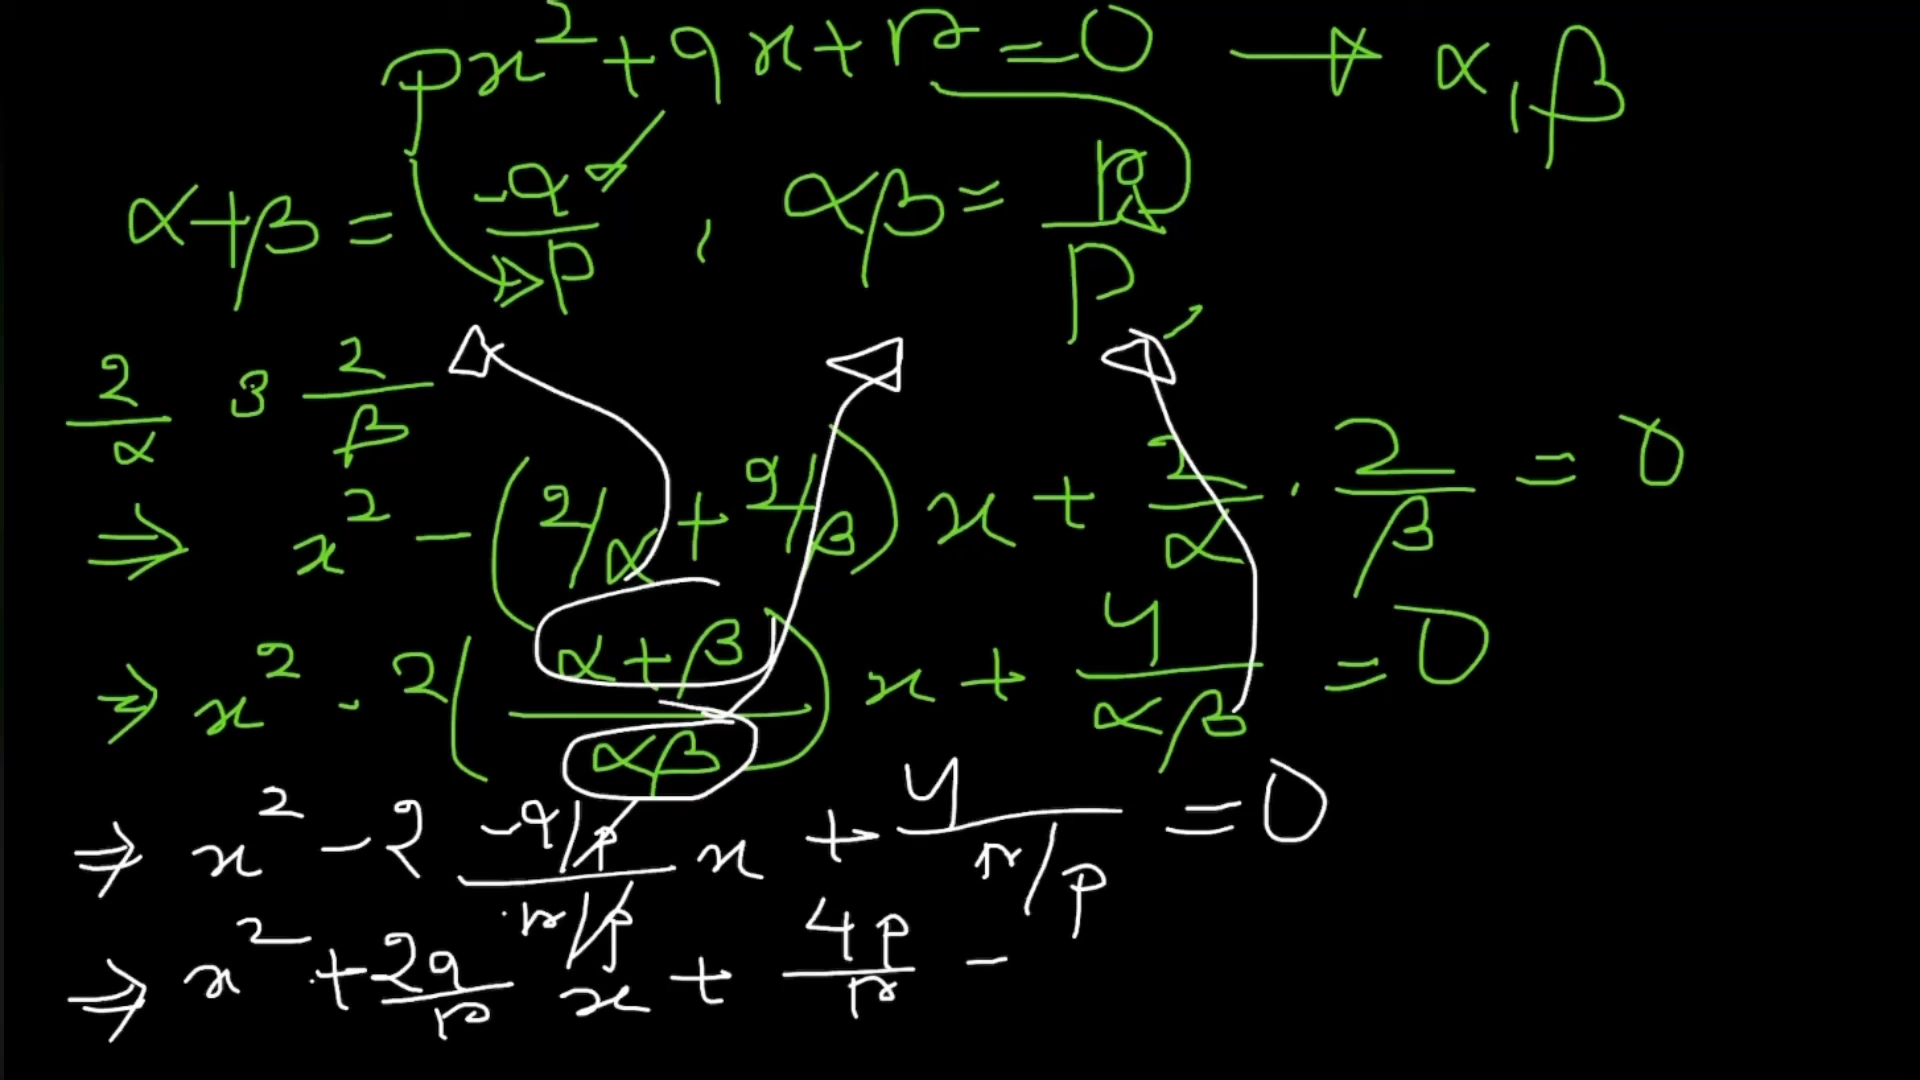 px² + qx + r = 0 → α, β
α+β = -q/p , αβ = r/p
2/α 3 2/β
⇒ x² - (2/α + 2/β) x + 2/α · 2/β = 0
⇒ x² - 2((α+β)/(αβ)) x + 4/(αβ) = 0
⇒ x² - 2 (-q/p)/(r/p) x + 4/(r/p) = 0
⇒ x² + 2q/r x + 4p/r -